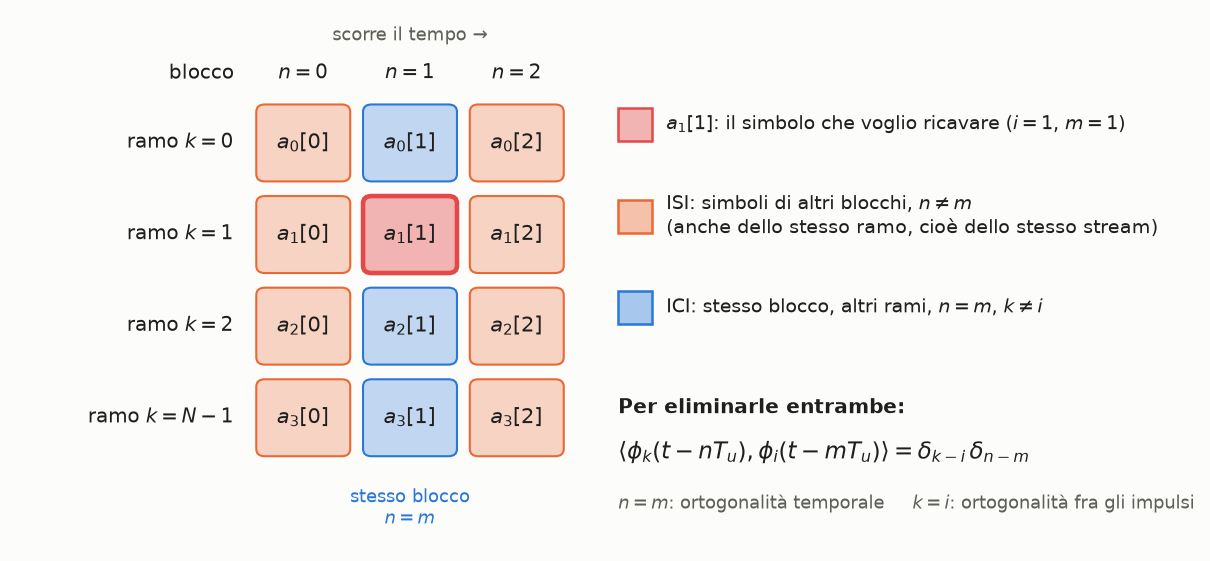 scorre il tempo →
blocco n = 0 n = 1 n = 2
ramo k = 0 a₀[0] a₀[1] a₀[2]
ramo k = 1 a₁[0] a₁[1] a₁[2]
ramo k = 2 a₂[0] a₂[1] a₂[2]
ramo k = N − 1 a₃[0] a₃[1] a₃[2]
stesso blocco
n = m
a₁[1]: il simbolo che voglio ricavare (i = 1, m = 1)
ISI: simboli di altri blocchi, n ≠ m
(anche dello stesso ramo, cioè dello stesso stream)
ICI: stesso blocco, altri rami, n = m, k ≠ i
Per eliminarle entrambe:
⟨ϕₖ(t − nTᵤ), ϕᵢ(t − mTᵤ)⟩ = δₖ₋ᵢ δₙ₋ₘ
n = m: ortogonalità temporale k = i: ortogonalità fra gli impulsi